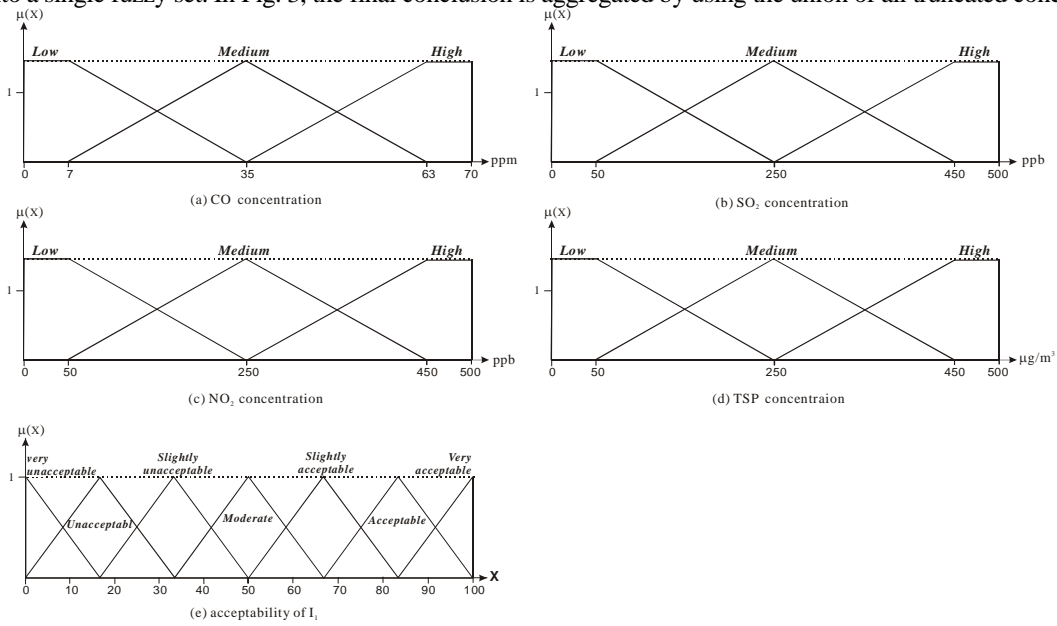 to a single fuzzy set. In Fig. 3, the final conclusion is aggregated by using the union of all truncated conc
μ(X)
Low Medium High
1
ppm
0 7 35 63 70
(a) CO concentration
μ(X)
Low Medium High
1
ppb
0 50 250 450 500
(b) SO₂ concentration
μ(X)
Low Medium High
1
ppb
0 50 250 450 500
(c) NO₂ concentration
μ(X)
Low Medium High
1
μg/m³
0 50 250 450 500
(d) TSP concentraion
μ(X)
very Slightly Slightly Very
unacceptable unacceptable acceptable acceptable
1
Unacceptabl Moderate Acceptable
0 10 20 30 40 50 60 70 80 90 100 X
(e) acceptability of I₁